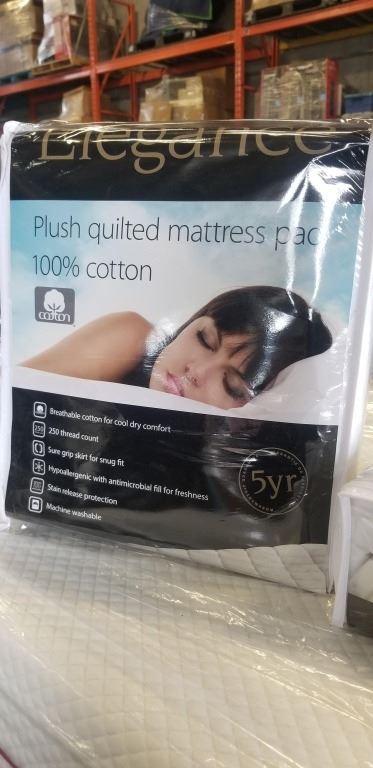 Elegance
Plush quilted mattress pad
100% cotton
cotton
Breathable cotton for cool dry comfort
250
250 thread count
Sure grip skirt for snug fit
Hypoallergenic with antimicrobial fill for freshness
Stain release protection
Machine washable
5yr